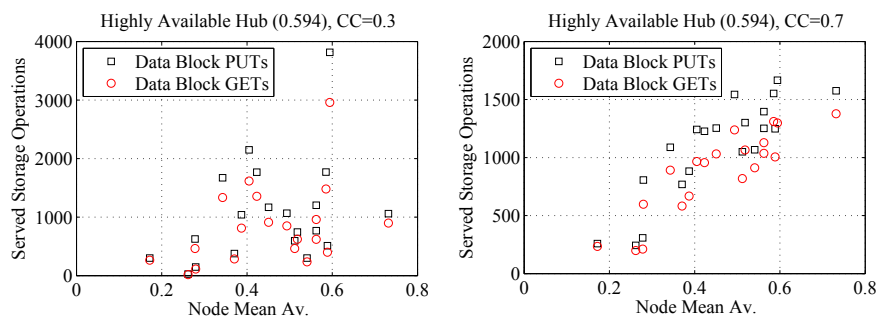 Highly Available Hub (0.594), CC=0.3
4000
3000
2000
1000
0
Served Storage Operations
Data Block PUTs
Data Block GETs
0
0.2
0.4
0.6
0.8
Node Mean Av.
Highly Available Hub (0.594), CC=0.7
2000
1500
1000
500
0
Served Storage Operations
Data Block PUTs
Data Block GETs
0
0.2
0.4
0.6
0.8
Node Mean Av.